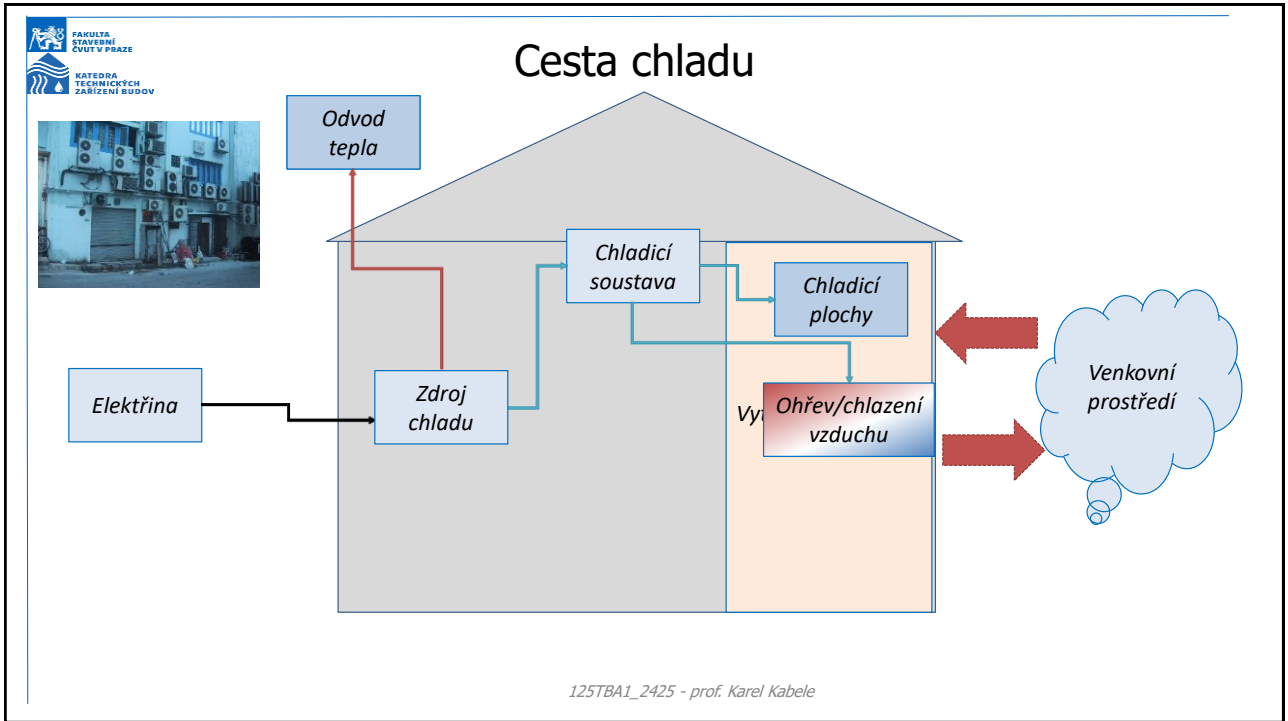 FAKULTA
STAVEBNÍ
ČVUT V PRAZE
KATEDRA
TECHNICKÝCH
ZAŘÍZENÍ BUDOV
Cesta chladu
Odvod
tepla
Chladicí
soustava
Chladicí
plochy
Elektřina
Zdroj
chladu
Ohřev/chlazení
vzduchu
Venkovní
prostředí
125TBA1_2425 - prof. Karel Kabele